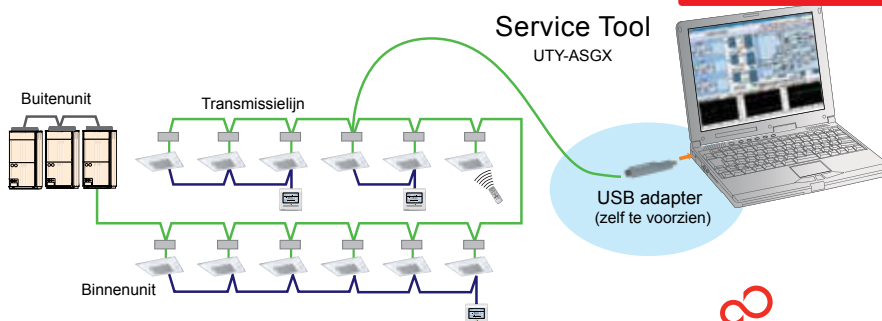 Service Tool
UTY-ASGX
Buitenunit
Transmissielijn
USB adapter
(zelf te voorzien)
Binnenunit